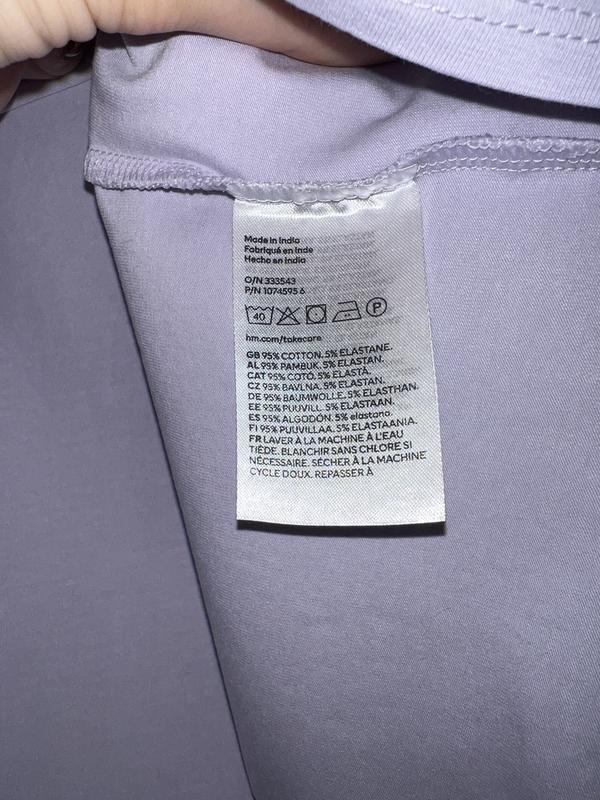 Made in India
Fabriqué en Inde
Hecho en India
O/N 333543
P/N 1074595 6
40 P
hm.com/takecare
GB 95% COTTON. 5% ELASTANE.
AL 95% PAMBUK. 5% ELASTAN.
CAT 95% COTÓ. 5% ELASTÀ.
CZ 95% BAVLNA. 5% ELASTAN.
DE 95% BAUMWOLLE. 5% ELASTHAN.
EE 95% PUUVILL. 5% ELASTAAN.
ES 95% ALGODÓN. 5% elastano.
FI 95% PUUVILLAA. 5% ELASTAANIA.
FR LAVER À LA MACHINE À L'EAU
TIÈDE. BLANCHIR SANS CHLORE SI
NÉCESSAIRE. SÉCHER À LA MACHINE
CYCLE DOUX. REPASSER À